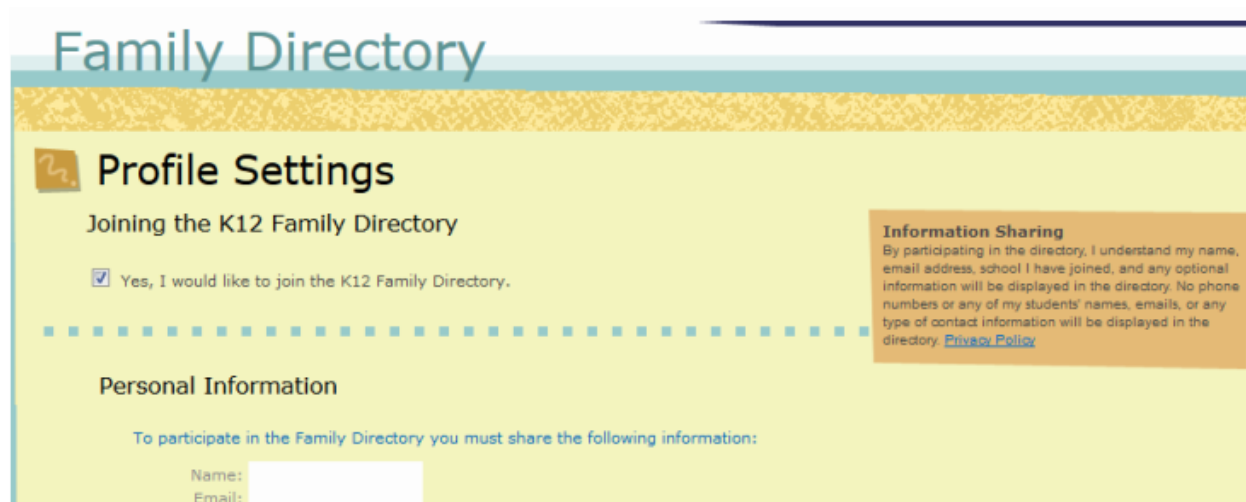 Family Directory
Profile Settings
Joining the K12 Family Directory
Yes, I would like to join the K12 Family Directory.
Information Sharing
By participating in the directory, I understand my name,
email address, school I have joined, and any optional
information will be displayed in the directory. No phone
numbers or any of my students' names, emails, or any
type of contact information will be displayed in the
directory. Privacy Policy
Personal Information
To participate in the Family Directory you must share the following information:
Name:
Email: